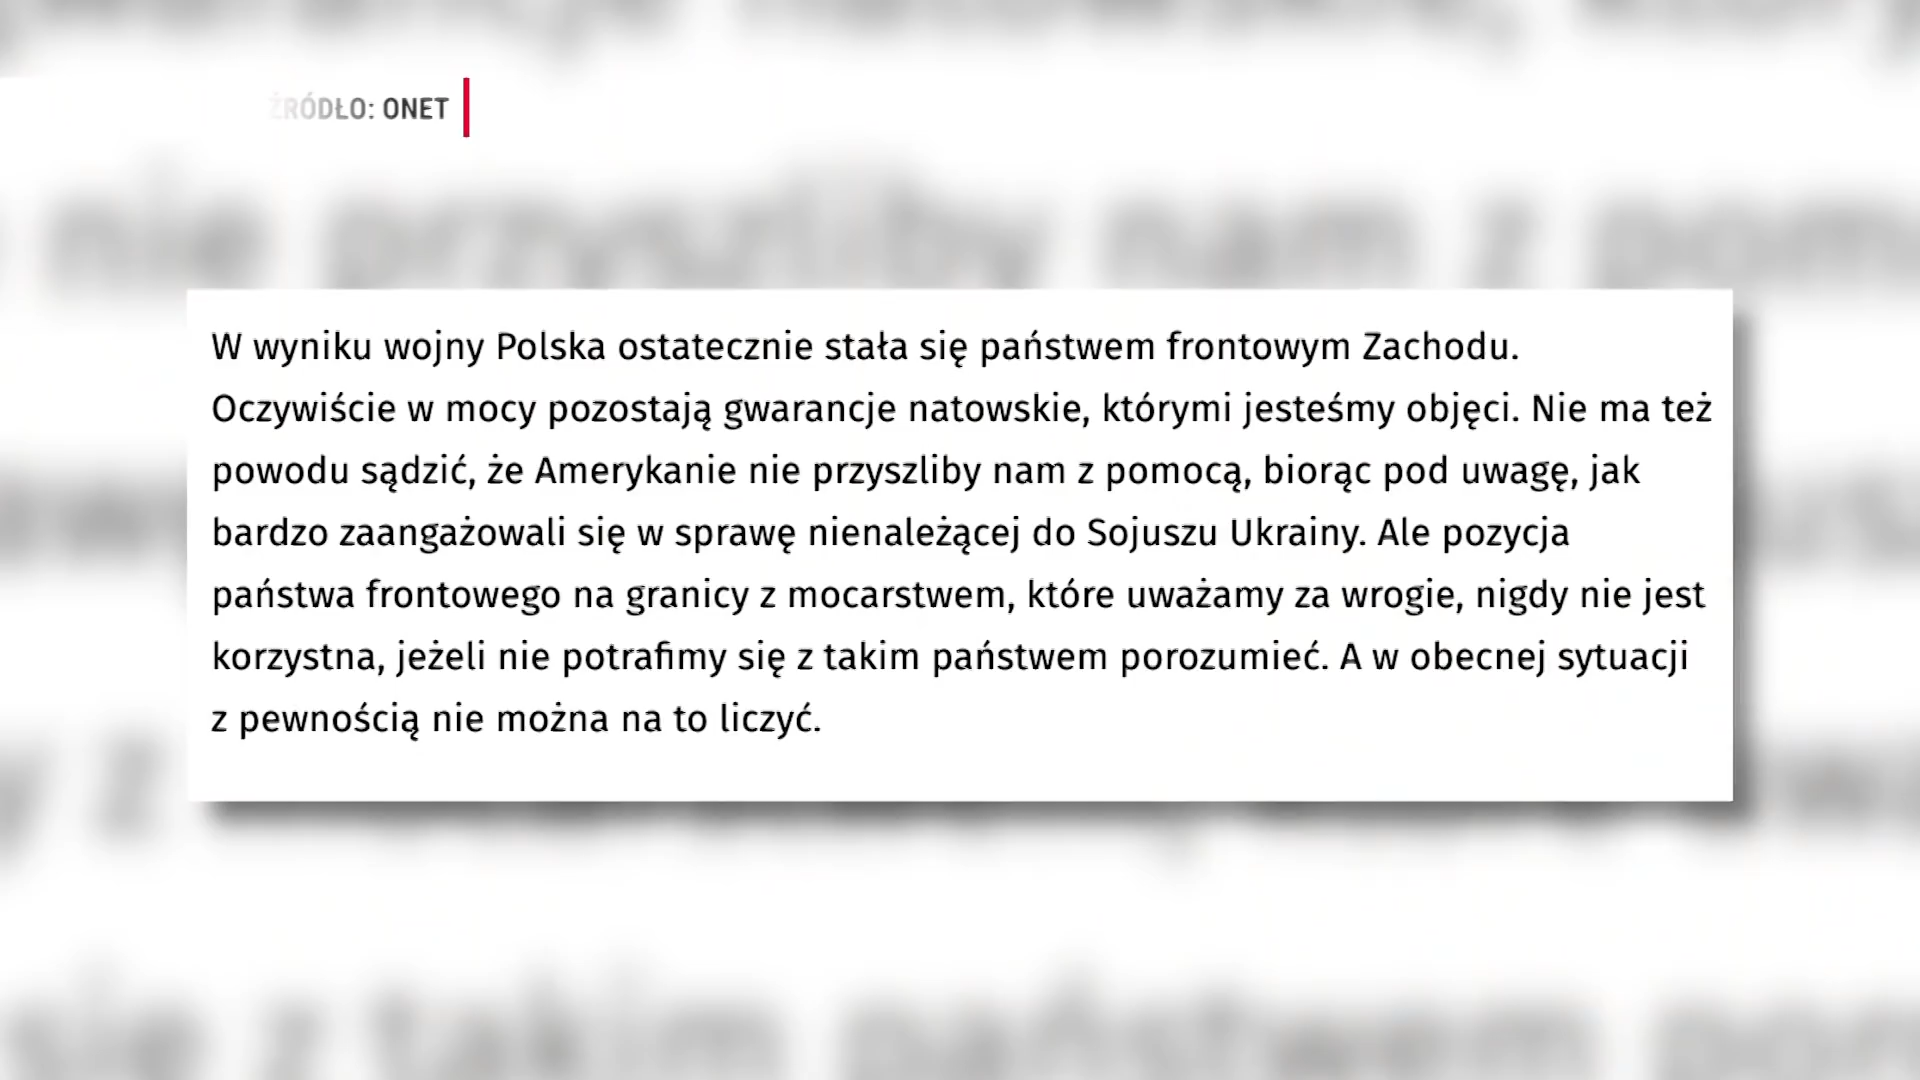 ŹRÓDŁO: ONET
W wyniku wojny Polska ostatecznie stała się państwem frontowym Zachodu.
Oczywiście w mocy pozostają gwarancje natowskie, którymi jesteśmy objęci. Nie ma też
powodu sądzić, że Amerykanie nie przyszliby nam z pomocą, biorąc pod uwagę, jak
bardzo zaangażowali się w sprawę nienależącej do Sojuszu Ukrainy. Ale pozycja
państwa frontowego na granicy z mocarstwem, które uważamy za wrogie, nigdy nie jest
korzystna, jeżeli nie potrafimy się z takim państwem porozumieć. A w obecnej sytuacji
z pewnością nie można na to liczyć.